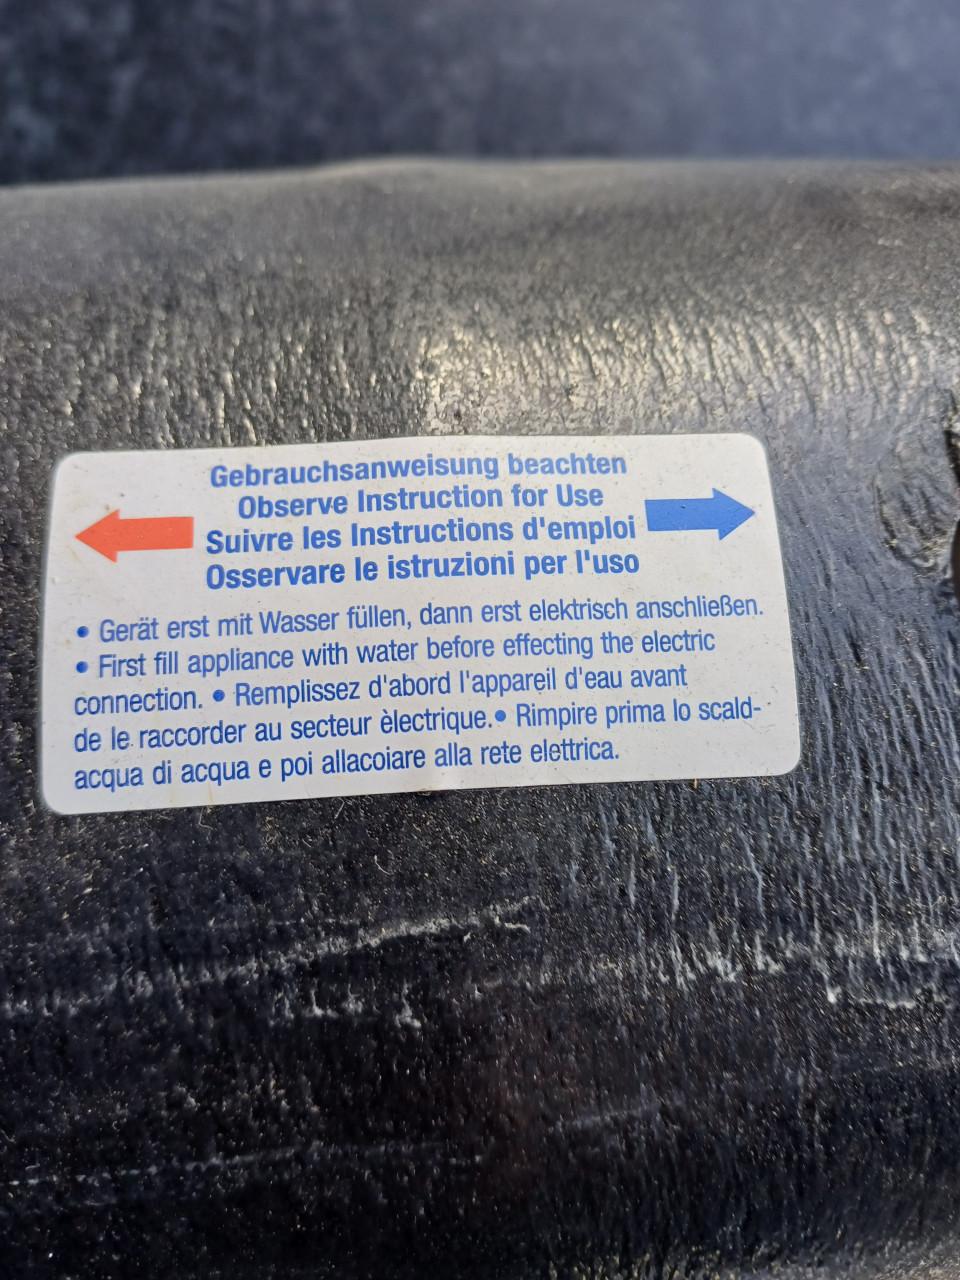 Gebrauchsanweisung beachten
Observe Instruction for Use
Suivre les Instructions d'emploi
Osservare le istruzioni per l'uso
• Gerät erst mit Wasser füllen, dann erst elektrisch anschließen.
• First fill appliance with water before effecting the electric
connection. • Remplissez d'abord l'appareil d'eau avant
de le raccorder au secteur èlectrique.• Rimpire prima lo scald-
acqua di acqua e poi allacoiare alla rete elettrica.